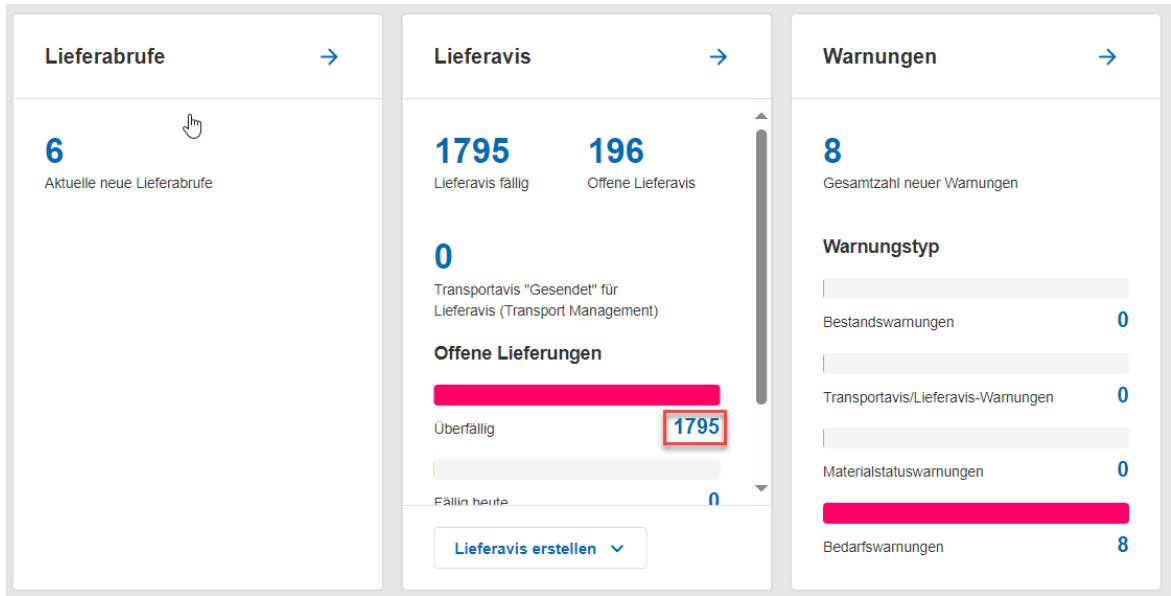 Lieferabrufe
6
Aktuelle neue Lieferabrufe
Lieferavis
1795
Lieferavis fällig
196
Offene Lieferavis
0
Transportavis "Gesendet" für
Lieferavis (Transport Management)
Offene Lieferungen
Überfällig 1795
Fällig heute 0
Lieferavis erstellen
Warnungen
8
Gesamtzahl neuer Warnungen
Warnungstyp
Bestandswarnungen 0
Transportavis/Lieferavis-Warnungen 0
Materialstatuswarnungen 0
Bedarfswarnungen 8